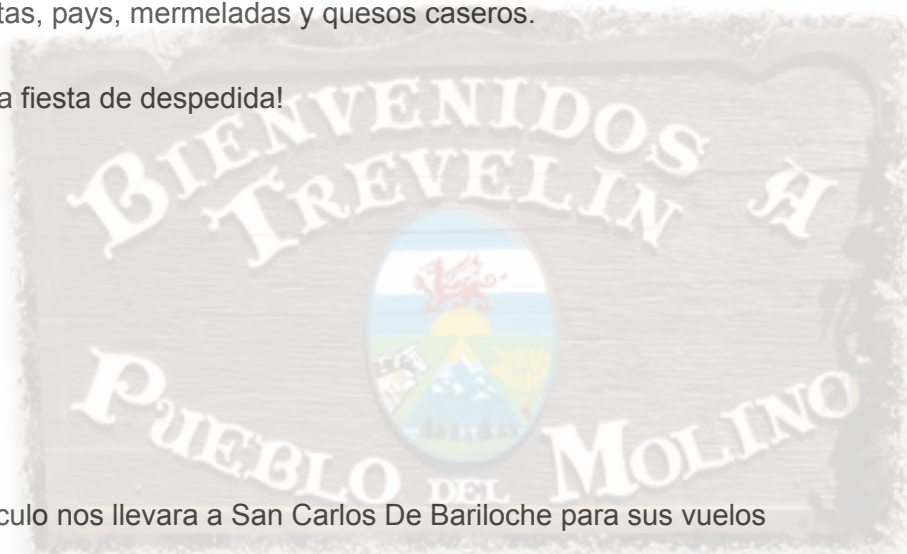 tas, pays, mermeladas y quesos caseros.
a fiesta de despedida!
BIENVENIDOS A
TREVELIN
PUEBLO DEL MOLINO
culo nos llevara a San Carlos De Bariloche para sus vuelos